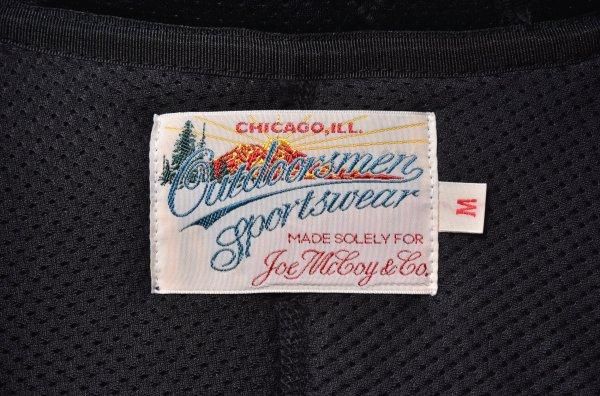 CHICAGO, ILL.
Outdoorsmen
Sportswear
MADE SOLELY FOR
Joe McCoy & Co.
M